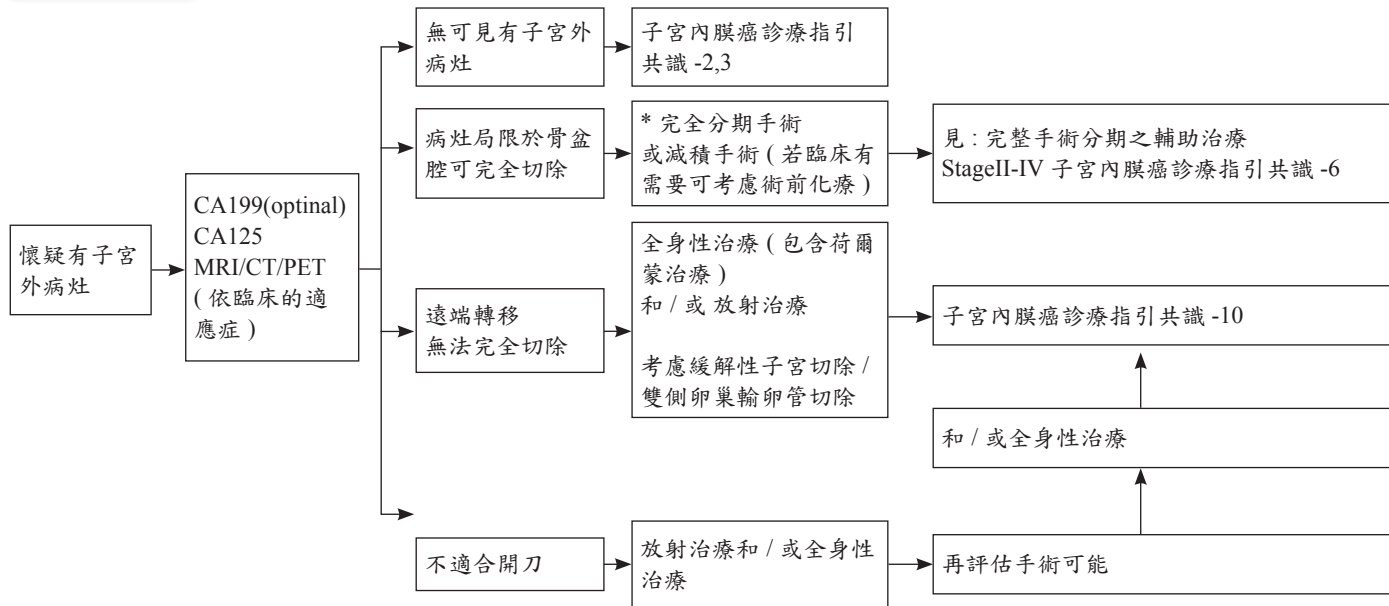 懷疑有子宮
外病灶
CA199(optinal)
CA125
MRI/CT/PET
( 依臨床的適
應症 )
無可見有子宮外
病灶
子宮內膜癌診療指引
共識 -2,3
病灶局限於骨盆
腔可完全切除
* 完全分期手術
或減積手術 ( 若臨床有
需要可考慮術前化療 )
見 : 完整手術分期之輔助治療
StageII-IV 子宮內膜癌診療指引共識 -6
遠端轉移
無法完全切除
全身性治療 ( 包含荷爾
蒙治療 )
和 / 或 放射治療
考慮緩解性子宮切除 /
雙側卵巢輸卵管切除
子宮內膜癌診療指引共識 -10
和 / 或全身性治療
不適合開刀
放射治療和 / 或全身性
治療
再評估手術可能